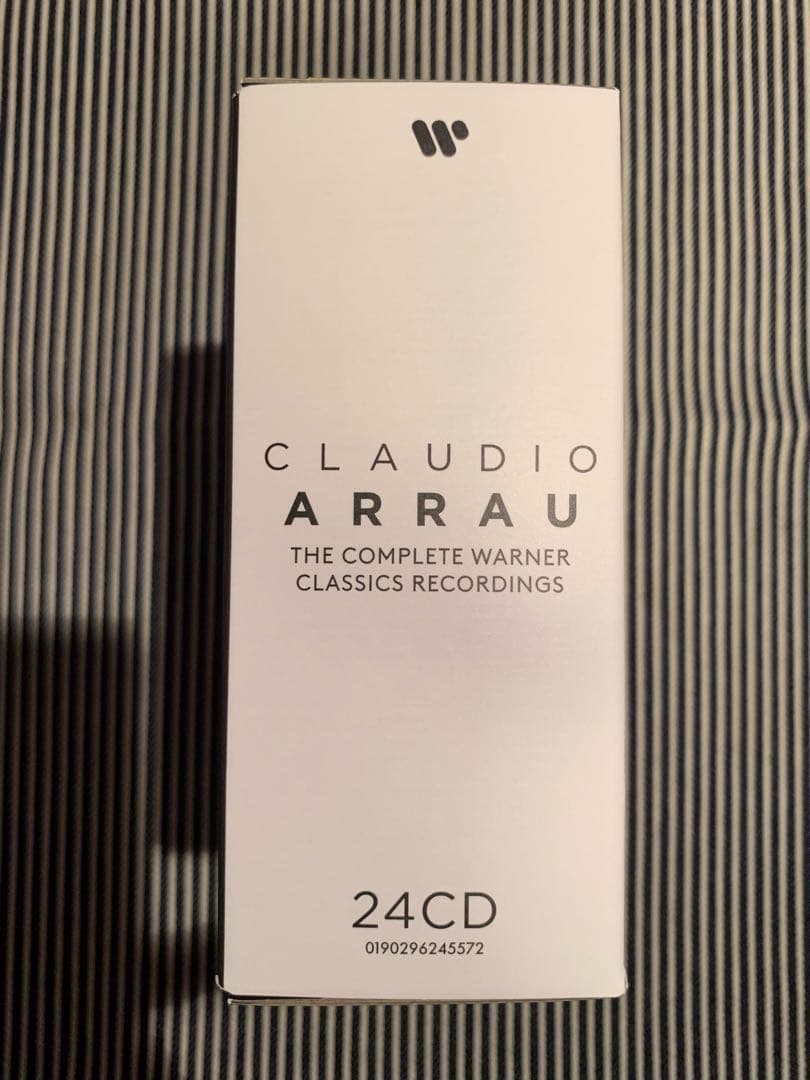 CLAUDIO
ARRAU
THE COMPLETE WARNER
CLASSICS RECORDINGS
24CD
0190296245572